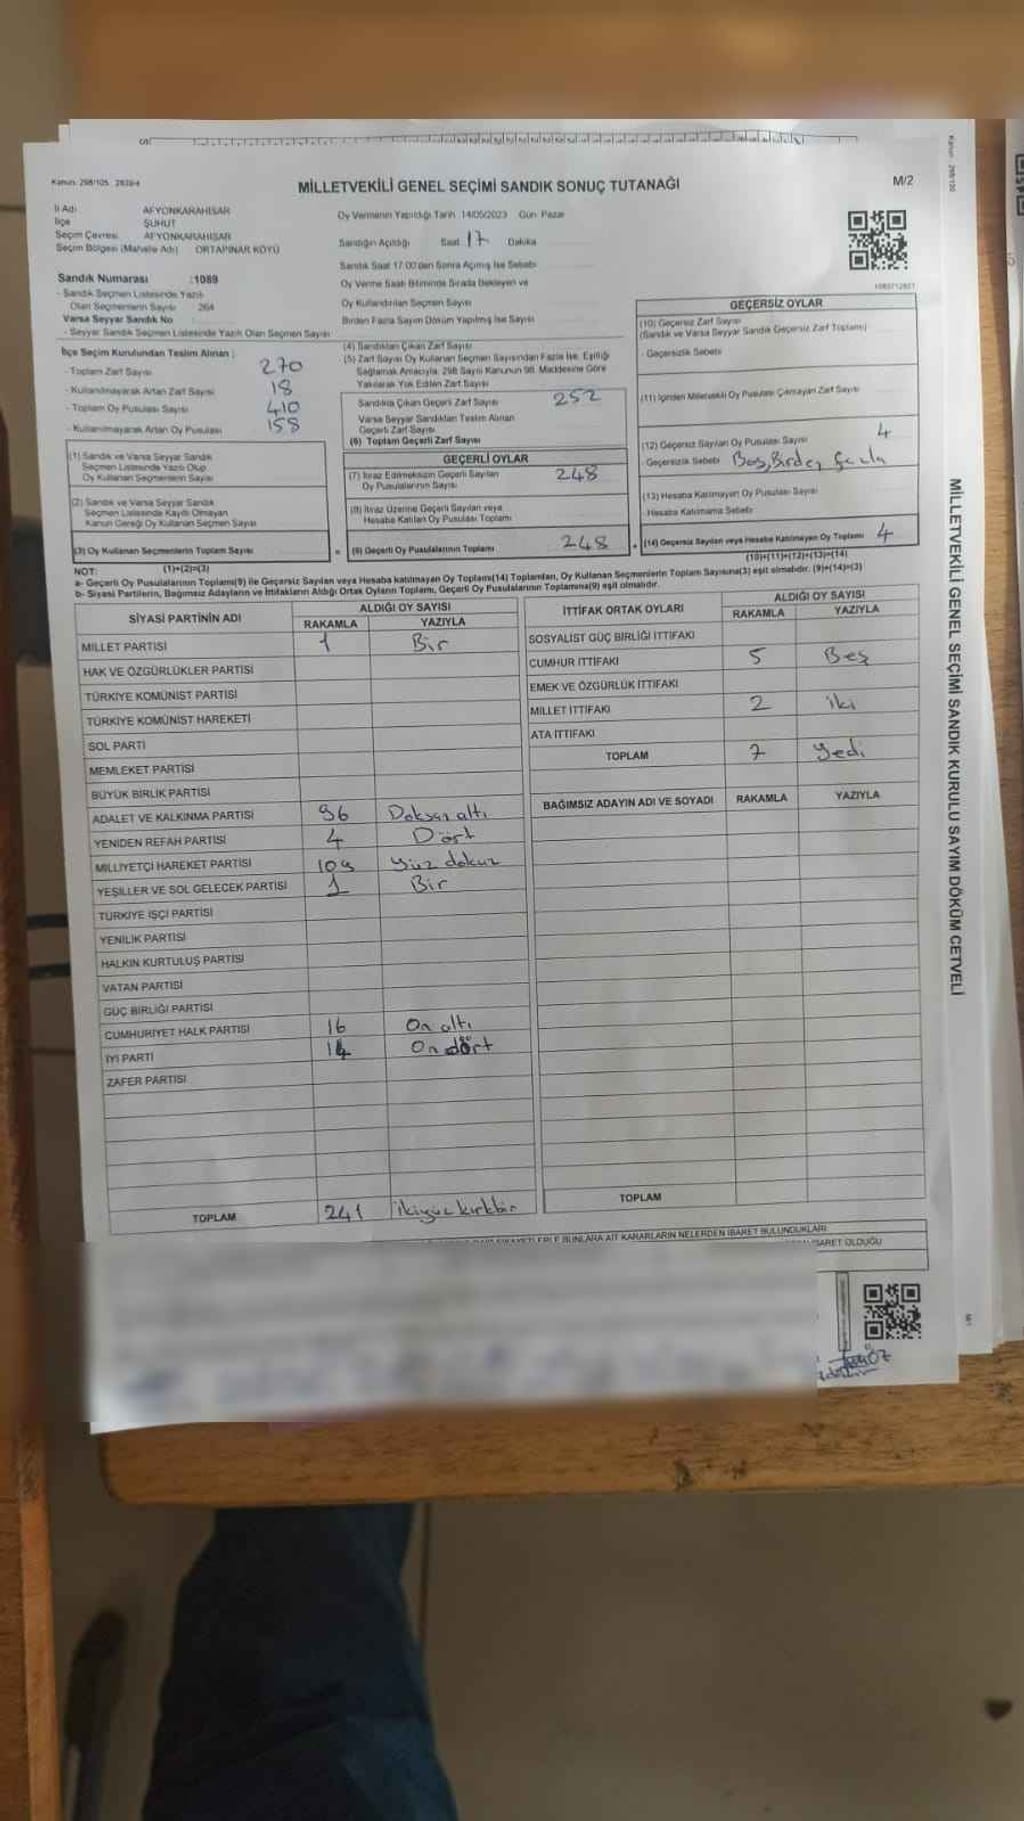 Kanun: 298/105 2839/4
MİLLETVEKİLİ GENEL SEÇİMİ SANDIK SONUÇ TUTANAĞI
M/2
İl Adı AFYONKARAHİSAR
İlçe ŞUHUT
Seçim Çevresi AFYONKARAHİSAR
Seçim Bölgesi (Mahalle Adı) ORTAPINAR KÖYÜ
Oy Vermenin Yapıldığı Tarih 14/05/2023 Gün Pazar
Sandığın Açıldığı Saat 17 Dakika
Sandık Saat 17:00'den Sonra Açılmış İse Sebebi
Oy Verme Saati Bitiminde Sırada Bekleyen ve
Oy Kullandırılan Seçmen Sayısı
Birden Fazla Sayım Döküm Yapılmış İse Sayısı
Sandık Numarası :1089
- Sandık Seçmen Listesinde Yazılı
Olan Seçmenlerin Sayısı 264
Varsa Seyyar Sandık No
- Seyyar Sandık Seçmen Listesinde Yazılı Olan Seçmen Sayısı
İlçe Seçim Kurulundan Teslim Alınan :
- Toplam Zarf Sayısı 270
- Kullanılmayarak Artan Zarf Sayısı 18
- Toplam Oy Pusulası Sayısı 410
- Kullanılmayarak Artan Oy Pusulası 158
(1) Sandık ve Varsa Seyyar Sandık
Seçmen Listesinde Yazılı Olup
Oy Kullanan Seçmenlerin Sayısı
(2) Sandık ve Varsa Seyyar Sandık
Seçmen Listesinde Kayıtlı Olmayan
Kanun Gereği Oy Kullanan Seçmen Sayısı
(3) Oy Kullanan Seçmenlerin Toplam Sayısı
(4) Sandıktan Çıkan Zarf Sayısı
(5) Zarf Sayısı Oy Kullanan Seçmen Sayısından Fazla İse, Eşitliği
Sağlamak Amacıyla, 298 Sayılı Kanunun 98. Maddesine Göre
Yakılarak Yok Edilen Zarf Sayısı
Sandıkta Çıkan Geçerli Zarf Sayısı 252
Varsa Seyyar Sandıktan Teslim Alınan
Geçerli Zarf Sayısı
(6) Toplam Geçerli Zarf Sayısı
GEÇERLİ OYLAR
(7) İtiraz Edilmeksizin Geçerli Sayılan
Oy Pusulalarının Sayısı 248
(8) İtiraz Üzerine Geçerli Sayılan veya
Hesaba Katılan Oy Pusulası Toplamı
= (9) Geçerli Oy Pusulalarının Toplamı 248
GEÇERSİZ OYLAR
(10) Geçersiz Zarf Sayısı
(Sandık ve Varsa Seyyar Sandık Geçersiz Zarf Toplamı)
- Geçersizlik Sebebi
(11) İçinden Milletvekili Oy Pusulası Çıkmayan Zarf Sayısı
(12) Geçersiz Sayılan Oy Pusulası Sayısı 4
- Geçersizlik Sebebi Boş, Birden fazla
(13) Hesaba Katılmayan Oy Pusulası Sayısı
- Hesaba Katılmama Sebebi
+ (14) Geçersiz Sayılan veya Hesaba Katılmayan Oy Toplamı 4
NOT: (1)+(2)=(3) (10)+(11)+(12)+(13)=(14)
a- Geçerli Oy Pusulalarının Toplamı(9) ile Geçersiz Sayılan veya Hesaba katılmayan Oy Toplamı(14) Toplamları, Oy Kullanan Seçmenlerin Toplam Sayısına(3) eşit olmalıdır. (9)+(14)=(3)
b- Siyasi Partilerin, Bağımsız Adayların ve İttifakların Aldığı Ortak Oyların Toplamı, Geçerli Oy Pusulalarının Toplamına(9) eşit olmalıdır.
SİYASİ PARTİNİN ADI ALDIĞI OY SAYISI
RAKAMLA YAZIYLA
MİLLET PARTİSİ 1 Bir
HAK VE ÖZGÜRLÜKLER PARTİSİ
TÜRKİYE KOMÜNİST PARTİSİ
TÜRKİYE KOMÜNİST HAREKETİ
SOL PARTİ
MEMLEKET PARTİSİ
BÜYÜK BİRLİK PARTİSİ
ADALET VE KALKINMA PARTİSİ 96 Doksan altı
YENİDEN REFAH PARTİSİ 4 Dört
MİLLİYETÇİ HAREKET PARTİSİ 109 Yüz dokuz
YEŞİLLER VE SOL GELECEK PARTİSİ 1 Bir
TÜRKİYE İŞÇİ PARTİSİ
YENİLİK PARTİSİ
HALKIN KURTULUŞ PARTİSİ
VATAN PARTİSİ
GÜÇ BİRLİĞİ PARTİSİ
CUMHURİYET HALK PARTİSİ 16 On altı
İYİ PARTİ 14 On dört
ZAFER PARTİSİ
TOPLAM 241 İkiyüz kırkbir
İTTİFAK ORTAK OYLARI ALDIĞI OY SAYISI
RAKAMLA YAZIYLA
SOSYALİST GÜÇ BİRLİĞİ İTTİFAKI
CUMHUR İTTİFAKI 5 Beş
EMEK VE ÖZGÜRLÜK İTTİFAKI
MİLLET İTTİFAKI 2 iki
ATA İTTİFAKI
TOPLAM 7 Yedi
BAĞIMSIZ ADAYIN ADI VE SOYADI RAKAMLA YAZIYLA
TOPLAM
BUNLARA AİT KARARLARIN NELERDEN İBARET BULUNDUKLARI
OLDUĞU
MİLLETVEKİLİ GENEL SEÇİMİ SANDIK KURULU SAYIM DÖKÜM CETVELİ